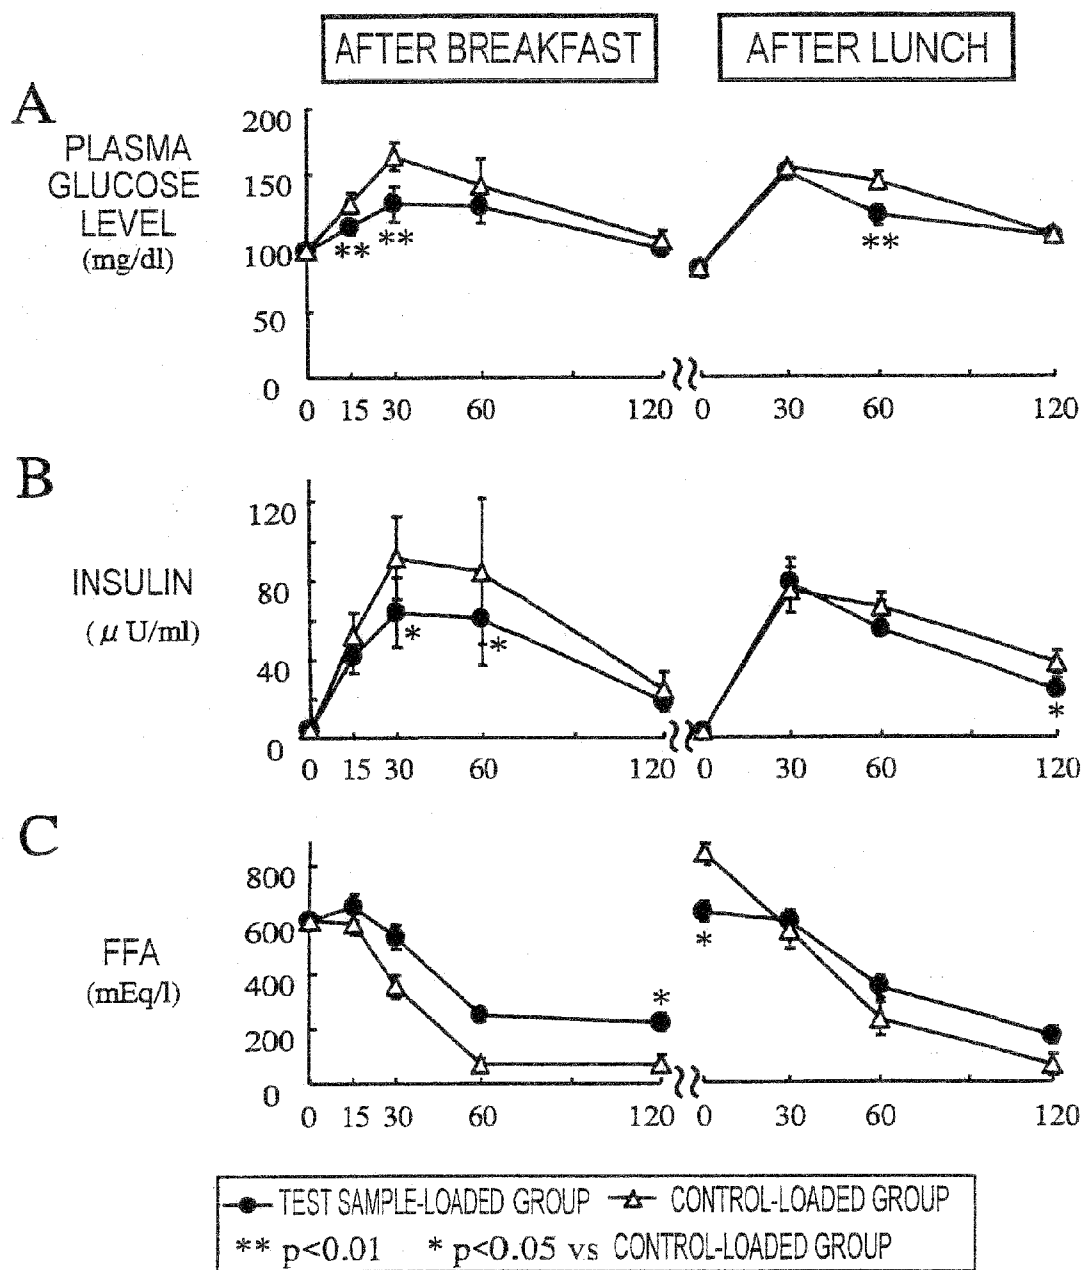 AFTER BREAKFAST
AFTER LUNCH
A
PLASMA
GLUCOSE
LEVEL
(mg/dl)
200
150
100
50
0
** ** **
0 15 30 60 120 0 30 60 120
B
INSULIN
(μ U/ml)
120
80
40
0
* * *
0 15 30 60 120 0 30 60 120
C
FFA
(mEq/l)
800
600
400
200
0
* *
0 15 30 60 120 0 30 60 120
TEST SAMPLE-LOADED GROUP CONTROL-LOADED GROUP
** p<0.01 * p<0.05 vs CONTROL-LOADED GROUP